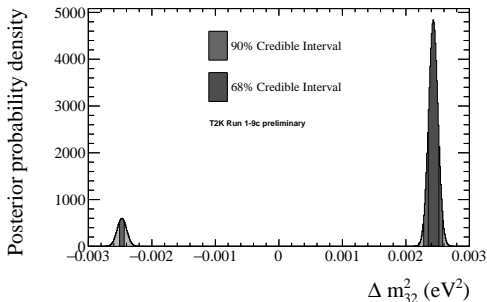 Posterior probability density
5000
4000
3000
2000
1000
0
90% Credible Interval
68% Credible Interval
T2K Run 1-9c preliminary
−0.003 −0.002 −0.001 0 0.001 0.002 0.003
Δ m²₃₂ (eV²)